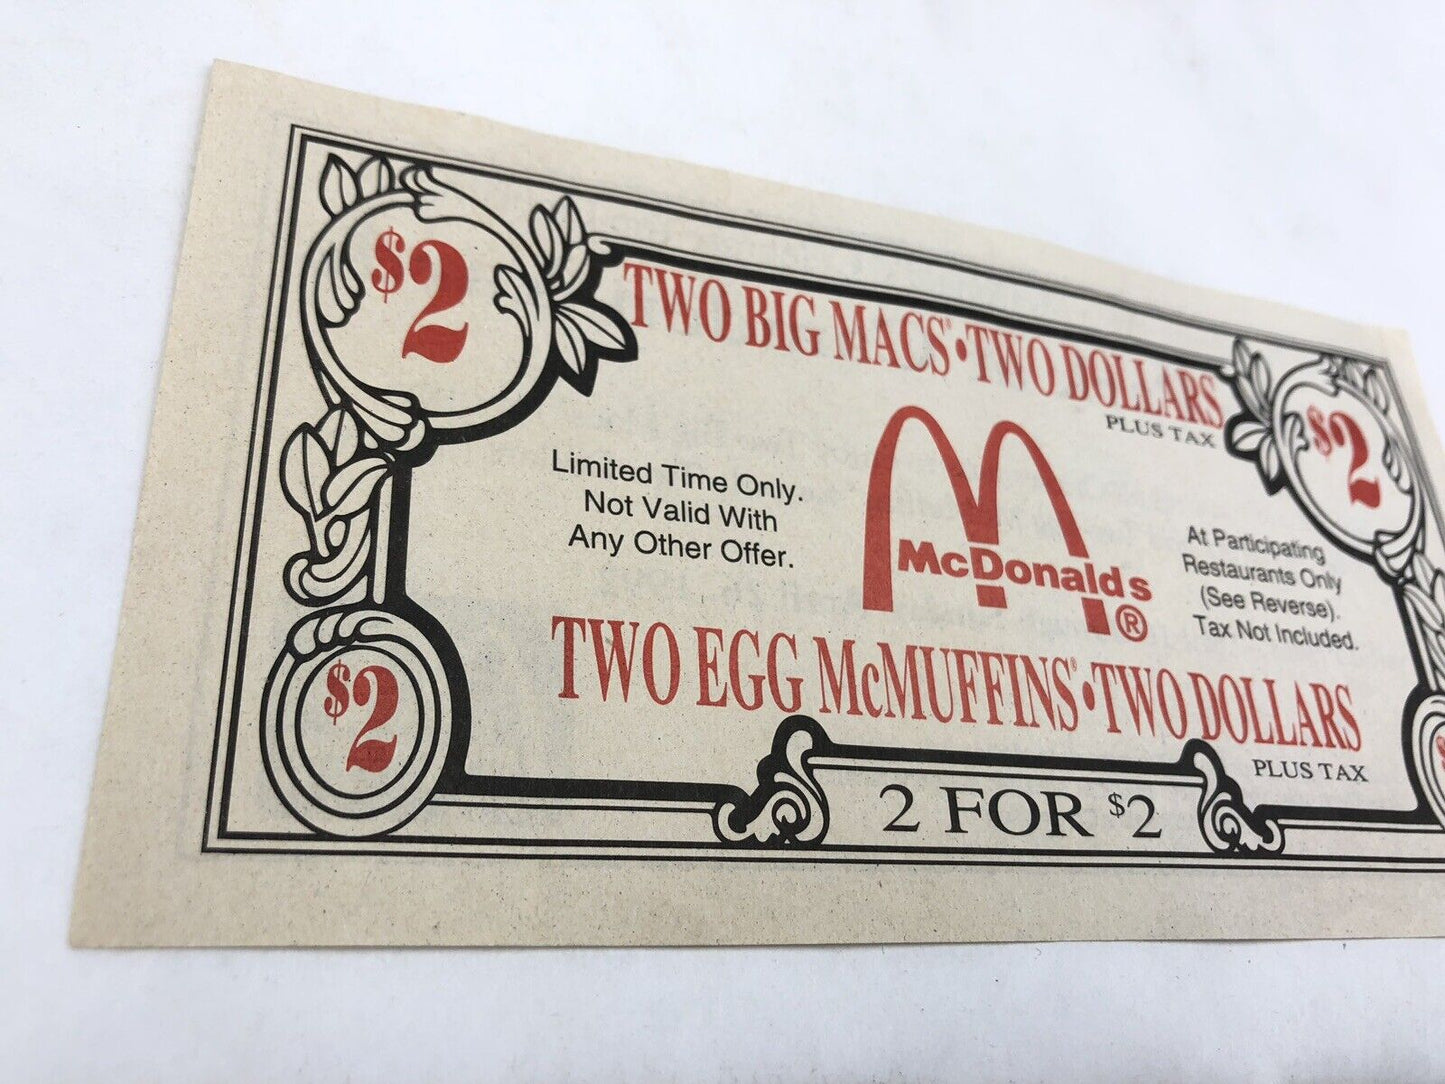 $2
TWO BIG MACS®•TWO DOLLARS
PLUS TAX
$2
Limited Time Only.
Not Valid With
Any Other Offer.
McDonald's
®
At Participating
Restaurants Only
(See Reverse).
Tax Not Included.
TWO EGG McMUFFINS®•TWO DOLLARS
PLUS TAX
$2
2 FOR $2
$